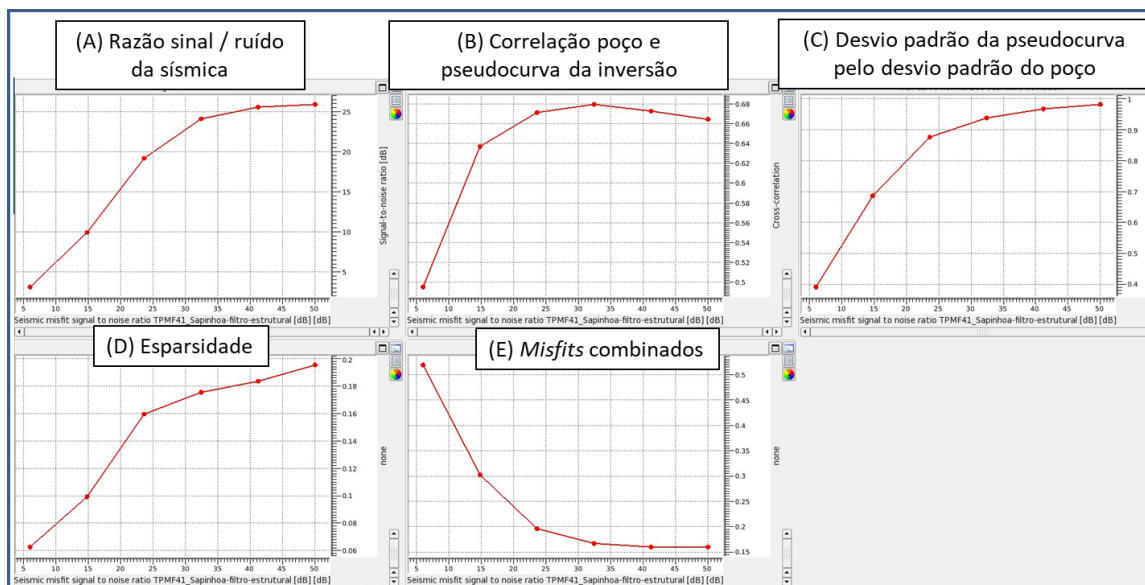 (A) Razão sinal / ruído
da sísmica
(B) Correlação poço e
pseudocurva da inversão
(C) Desvio padrão da pseudocurva
pelo desvio padrão do poço
25
20
15
10
5
Signal-to-noise ratio [dB]
5 10 15 20 25 30 35 40 45 50
Seismic misfit signal to noise ratio TPMF41_Sapinhoa-filtro-estrutural [dB] [dB]
0.68
0.66
0.64
0.62
0.6
0.58
0.56
0.54
0.52
0.5
Cross-correlation
5 10 15 20 25 30 35 40 45 50
Seismic misfit signal to noise ratio TPMF41_Sapinhoa-filtro-estrutural [dB] [dB]
1
0.9
0.8
0.7
0.6
0.5
0.4
5 10 15 20 25 30 35 40 45 50
Seismic misfit signal to noise ratio TPMF41_Sapinhoa-filtro-estrutural [dB] [dB]
(D) Esparsidade
(E) Misfits combinados
0.2
0.18
0.16
0.14
0.12
0.1
0.08
0.06
none
5 10 15 20 25 30 35 40 45 50
Seismic misfit signal to noise ratio TPMF41_Sapinhoa-filtro-estrutural [dB] [dB]
0.5
0.45
0.4
0.35
0.3
0.25
0.2
0.15
none
5 10 15 20 25 30 35 40 45 50
Seismic misfit signal to noise ratio TPMF41_Sapinhoa-filtro-estrutural [dB] [dB]